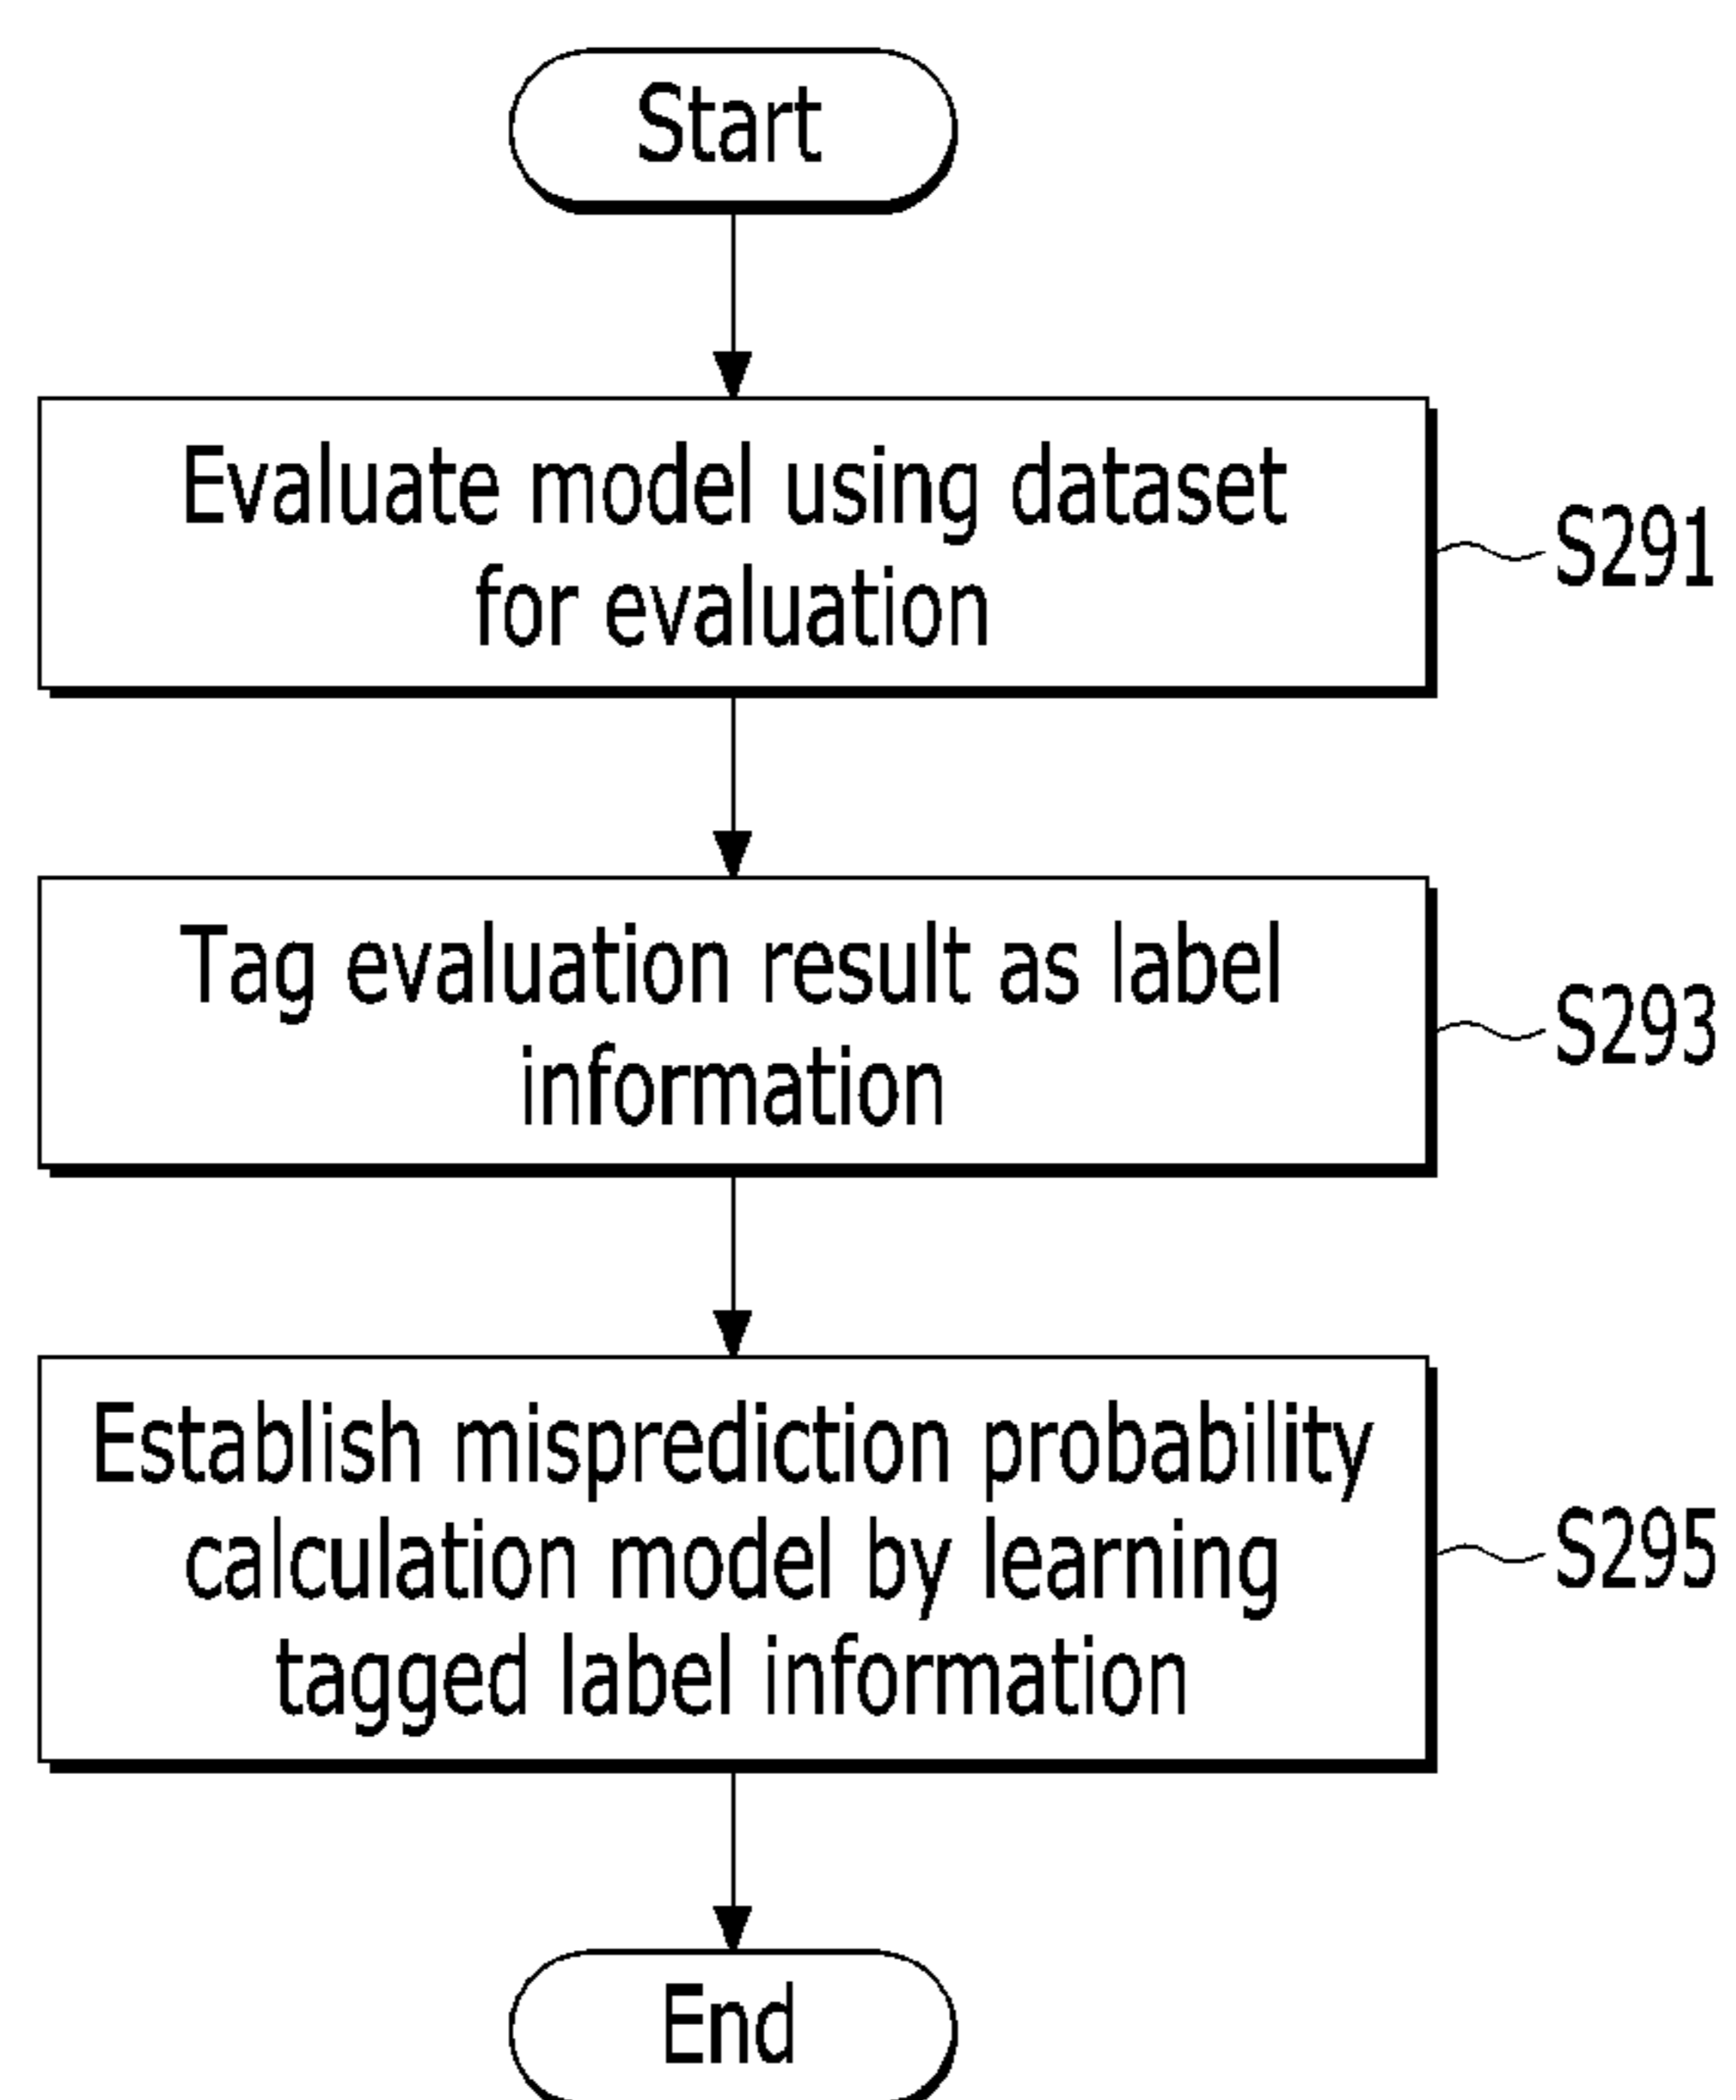 Start
Evaluate model using dataset
for evaluation
S291
Tag evaluation result as label
information
S293
Establish misprediction probability
calculation model by learning
tagged label information
S295
End